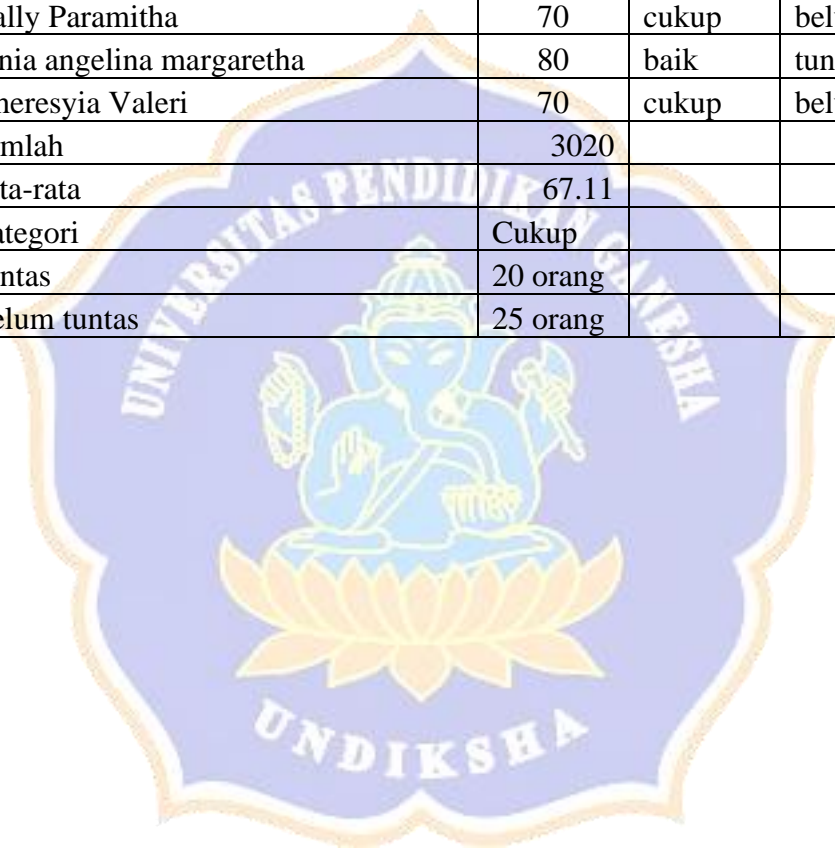 ally Paramitha 70 cukup bel
nia angelina margaretha 80 baik tun
heresyia Valeri 70 cukup bel
mlah 3020
ta-rata 67.11
ategori Cukup
ntas 20 orang
elum tuntas 25 orang
UNIVERSITAS PENDIDIKAN GANESHA
UNDIKSHA